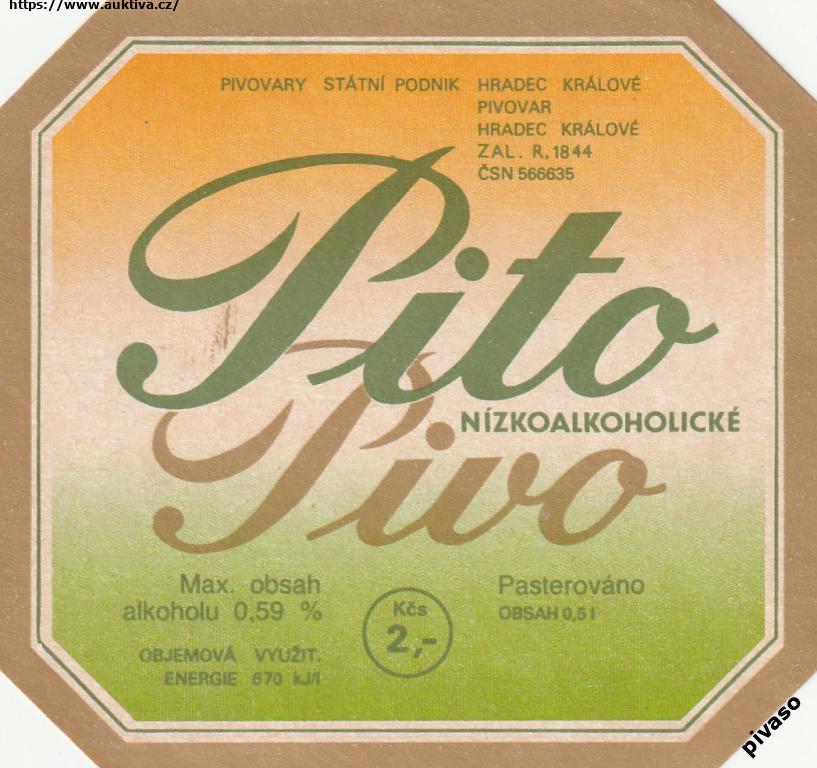 https://www.auktiva.cz/
PIVOVARY STÁTNÍ PODNIK HRADEC KRÁLOVÉ
PIVOVAR
HRADEC KRÁLOVÉ
ZAL. R. 1844
ČSN 566635
Pito
NÍZKOALKOHOLICKÉ
Pivo
Max. obsah
alkoholu 0,59 %
OBJEMOVÁ VYUŽIT.
ENERGIE 670 kJ/l
Kčs
2,-
Pasterováno
OBSAH 0,5 l
pivaso